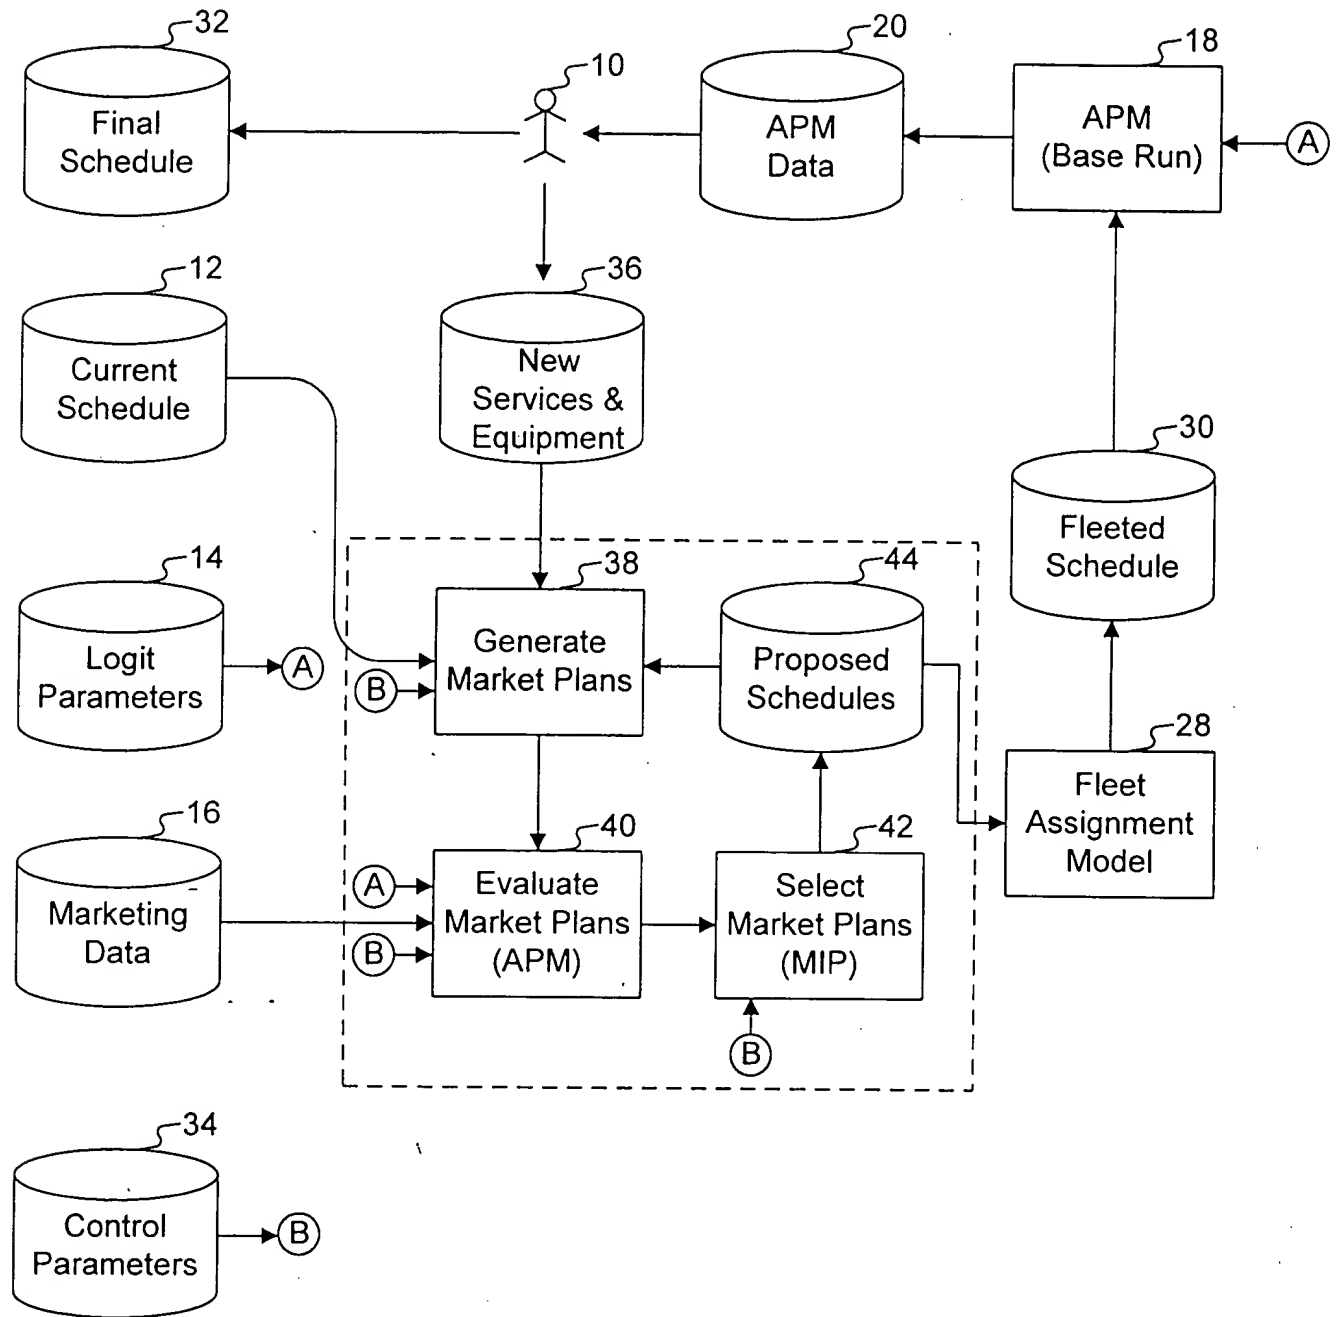 32
Final
Schedule
10
20
APM
Data
18
APM
(Base Run)
A
12
Current
Schedule
36
New
Services &
Equipment
30
Fleeted
Schedule
14
Logit
Parameters
A
38
Generate
Market Plans
B
44
Proposed
Schedules
28
Fleet
Assignment
Model
16
Marketing
Data
40
Evaluate
Market Plans
(APM)
A
B
42
Select
Market Plans
(MIP)
B
34
Control
Parameters
B